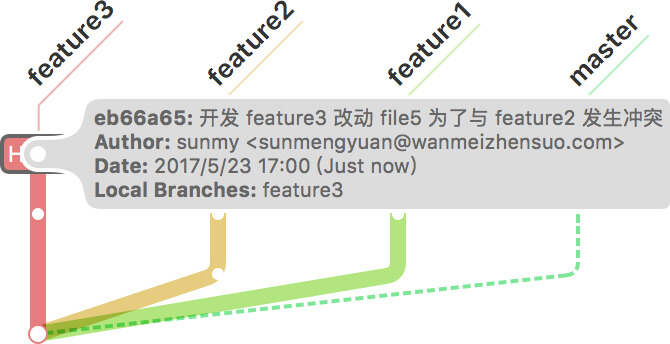 feature3
feature2
feature1
master
H
eb66a65: 开发 feature3 改动 file5 为了与 feature2 发生冲突
Author: sunmy <sunmengyuan@wanmeizhensuo.com>
Date: 2017/5/23 17:00 (Just now)
Local Branches: feature3